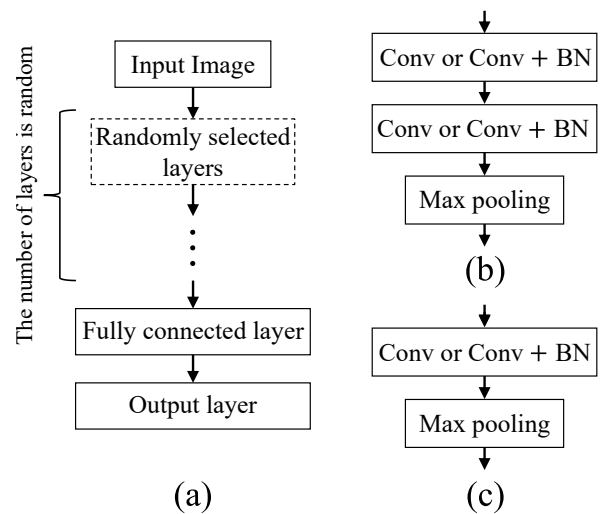 The number of layers is random
Input Image
Randomly selected
layers
Fully connected layer
Output layer
(a)
Conv or Conv + BN
Conv or Conv + BN
Max pooling
(b)
Conv or Conv + BN
Max pooling
(c)